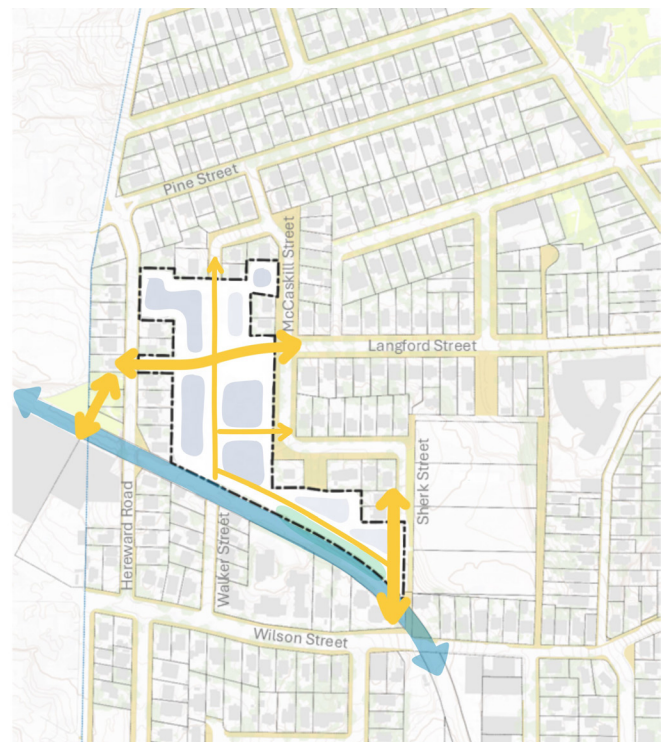 Pine Street
McCaskill Street
Langford Street
Sherk Street
Hereward Road
Walker Street
Wilson Street